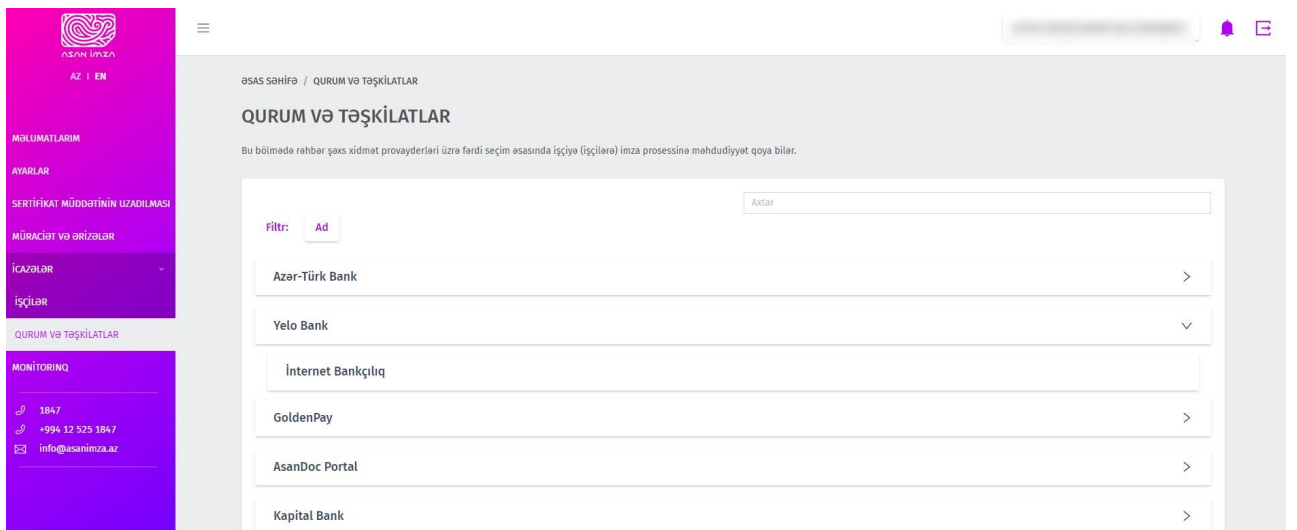 ASAN İMZA
AZ | EN
MƏLUMATLARIM
AYARLAR
SERTİFİKAT MÜDDƏTİNİN UZADILMASI
MÜRACİƏT VƏ ƏRİZƏLƏR
İCAZƏLƏR
İŞÇİLƏR
QURUM VƏ TƏŞKİLATLAR
MONİTORİNQ
1847
+994 12 525 1847
info@asanimza.az
ƏSAS SƏHİFƏ / QURUM VƏ TƏŞKİLATLAR
QURUM VƏ TƏŞKİLATLAR
Bu bölmədə rəhbər şəxs xidmət provayderləri üzrə fərdi seçim əsasında işçiyə (işçilərə) imza prosessinə məhdudiyyət qoya bilər.
Axtar
Filtr: Ad
Azər-Türk Bank
Yelo Bank
İnternet Bankçılıq
GoldenPay
AsanDoc Portal
Kapital Bank